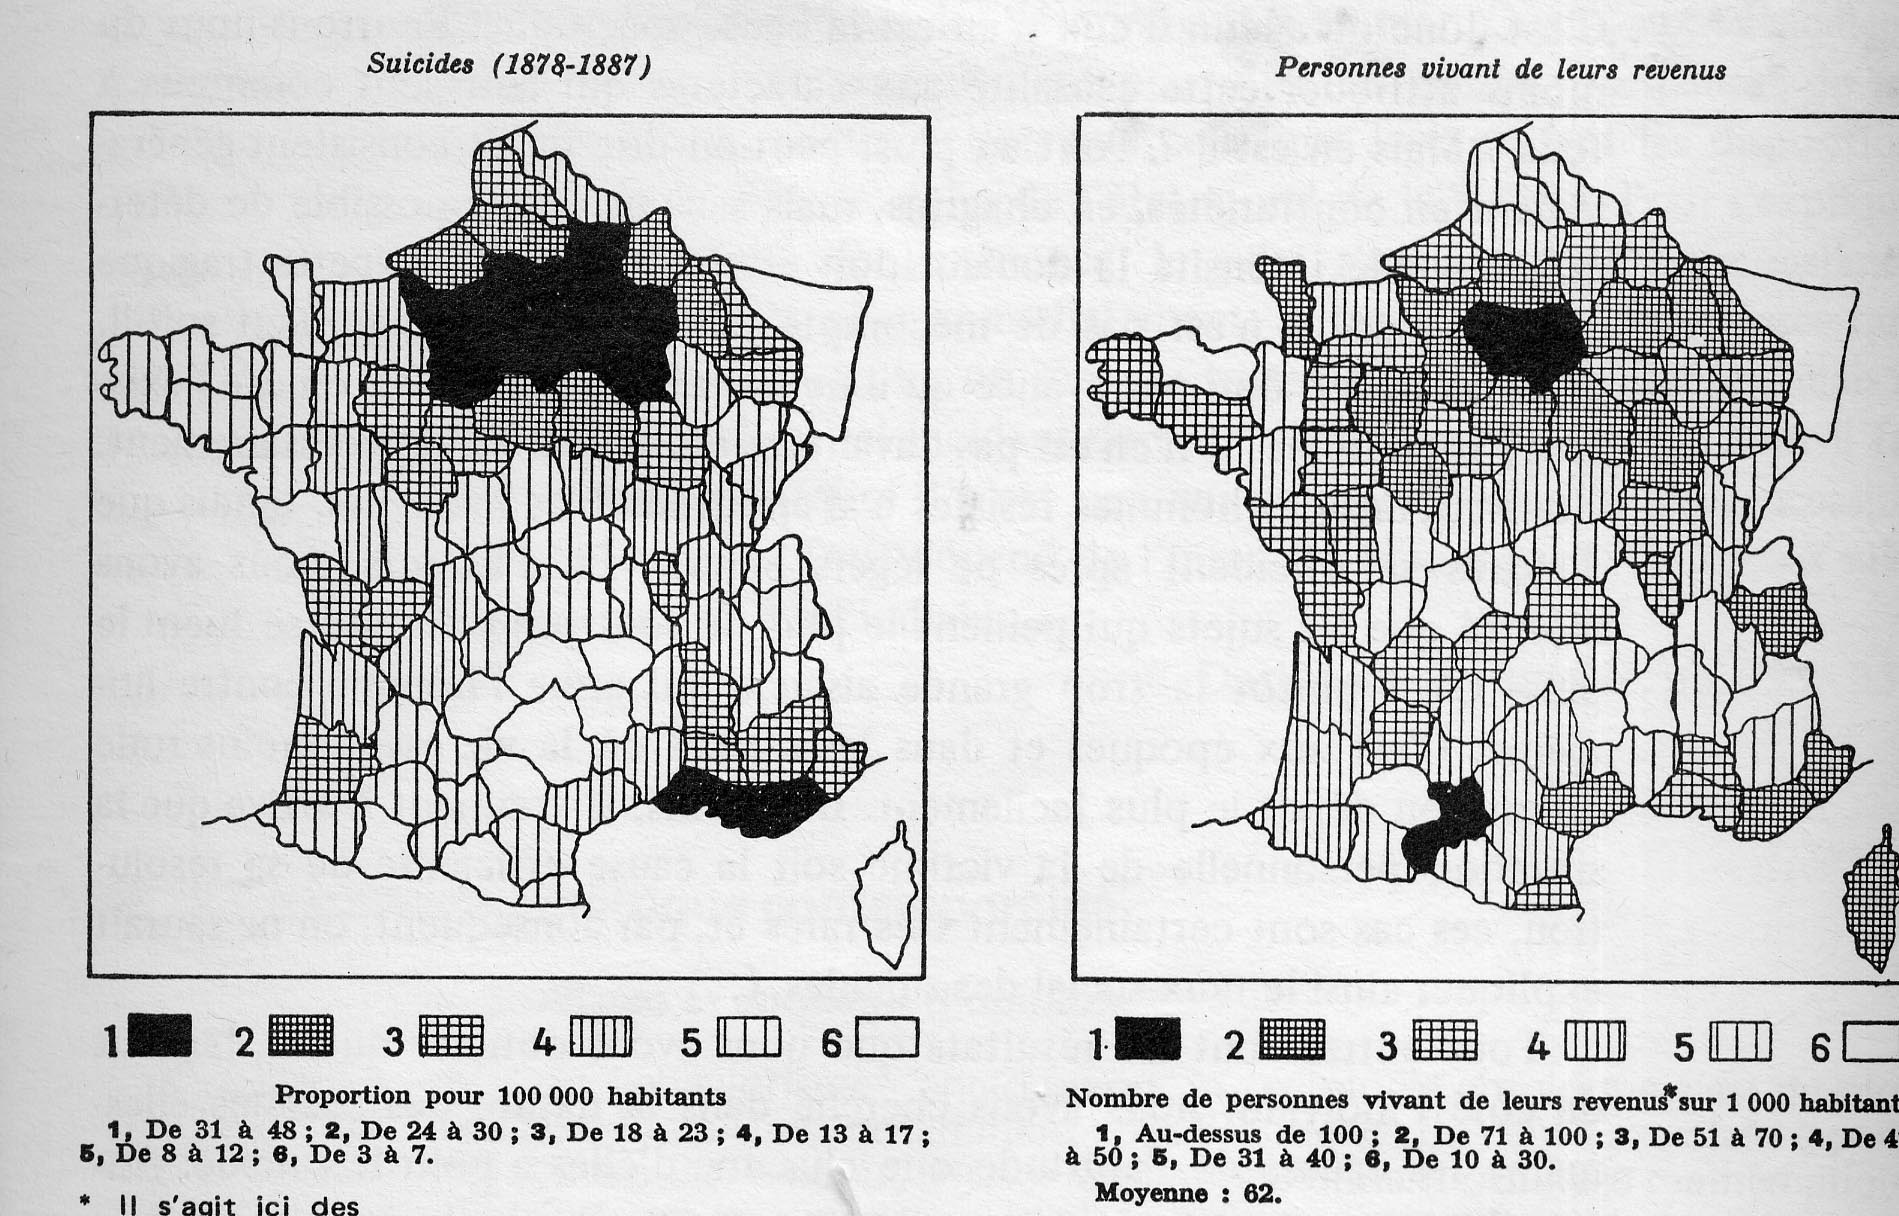 Suicides (1878-1887)
1 2 3 4 5 6
Proportion pour 100 000 habitants
1, De 31 à 48 ; 2, De 24 à 30 ; 3, De 18 à 23 ; 4, De 13 à 17 ;
5, De 8 à 12 ; 6, De 3 à 7.
* Il s'agit ici des
Personnes vivant de leurs revenus
1 2 3 4 5 6
Nombre de personnes vivant de leurs revenus* sur 1 000 habitant
1, Au-dessus de 100 ; 2, De 71 à 100 ; 3, De 51 à 70 ; 4, De 4
à 50 ; 5, De 31 à 40 ; 6, De 10 à 30.
Moyenne : 62.